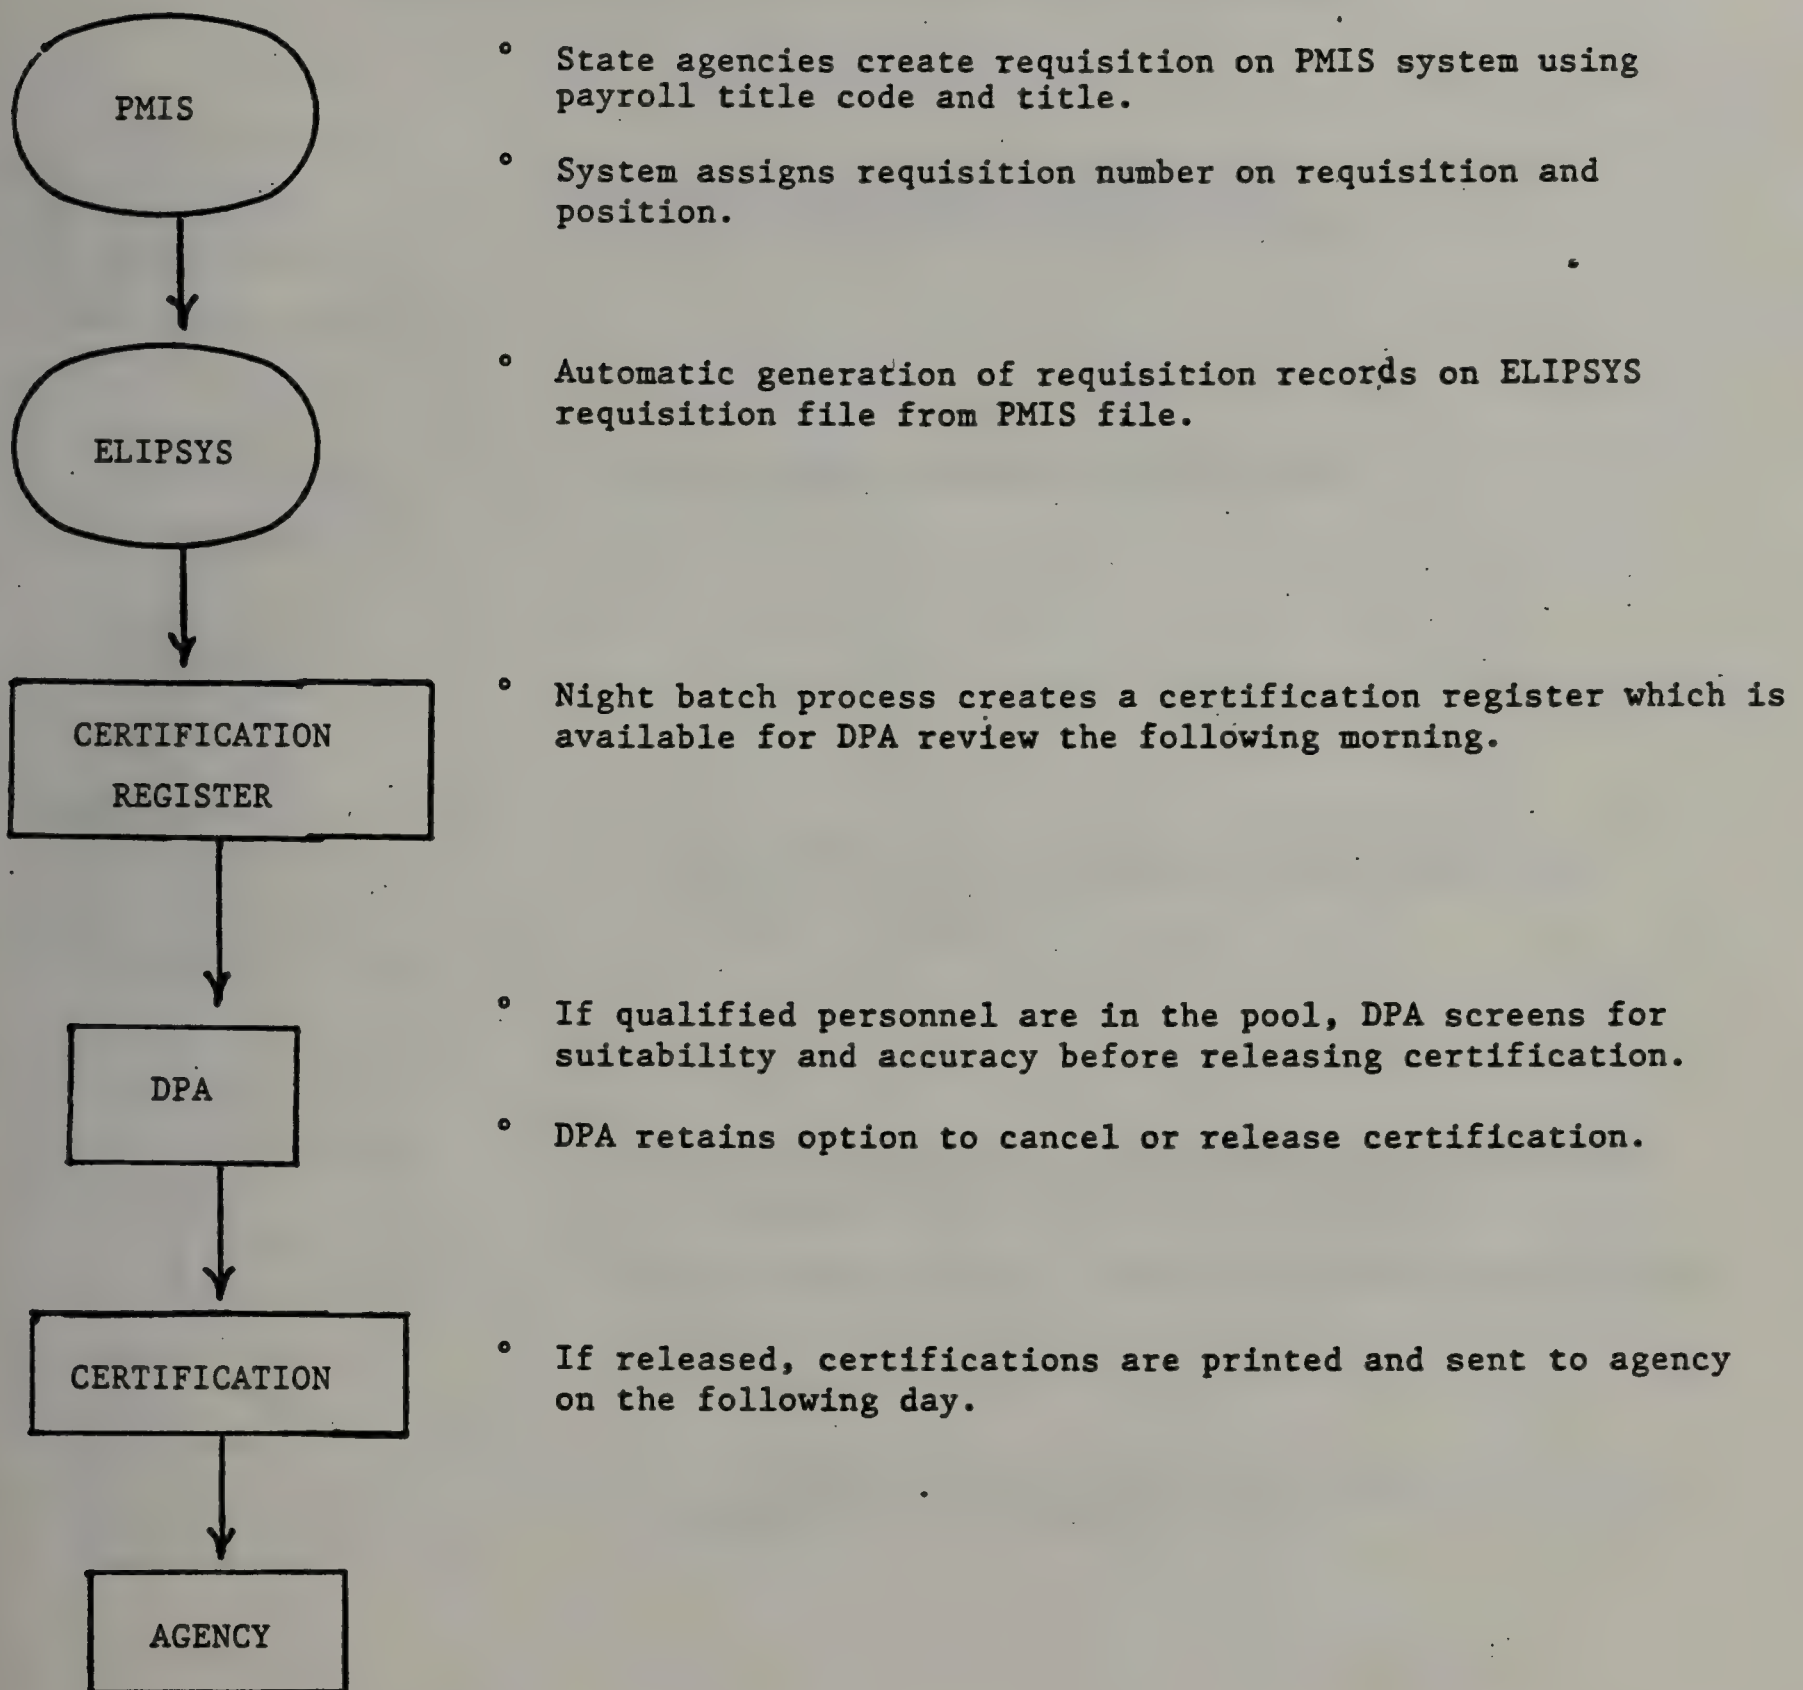 PMIS
° State agencies create requisition on PMIS system using
payroll title code and title.
° System assigns requisition number on requisition and
position.
ELIPSYS
° Automatic generation of requisition records on ELIPSYS
requisition file from PMIS file.
CERTIFICATION
REGISTER
° Night batch process creates a certification register which is
available for DPA review the following morning.
DPA
° If qualified personnel are in the pool, DPA screens for
suitability and accuracy before releasing certification.
° DPA retains option to cancel or release certification.
CERTIFICATION
° If released, certifications are printed and sent to agency
on the following day.
AGENCY